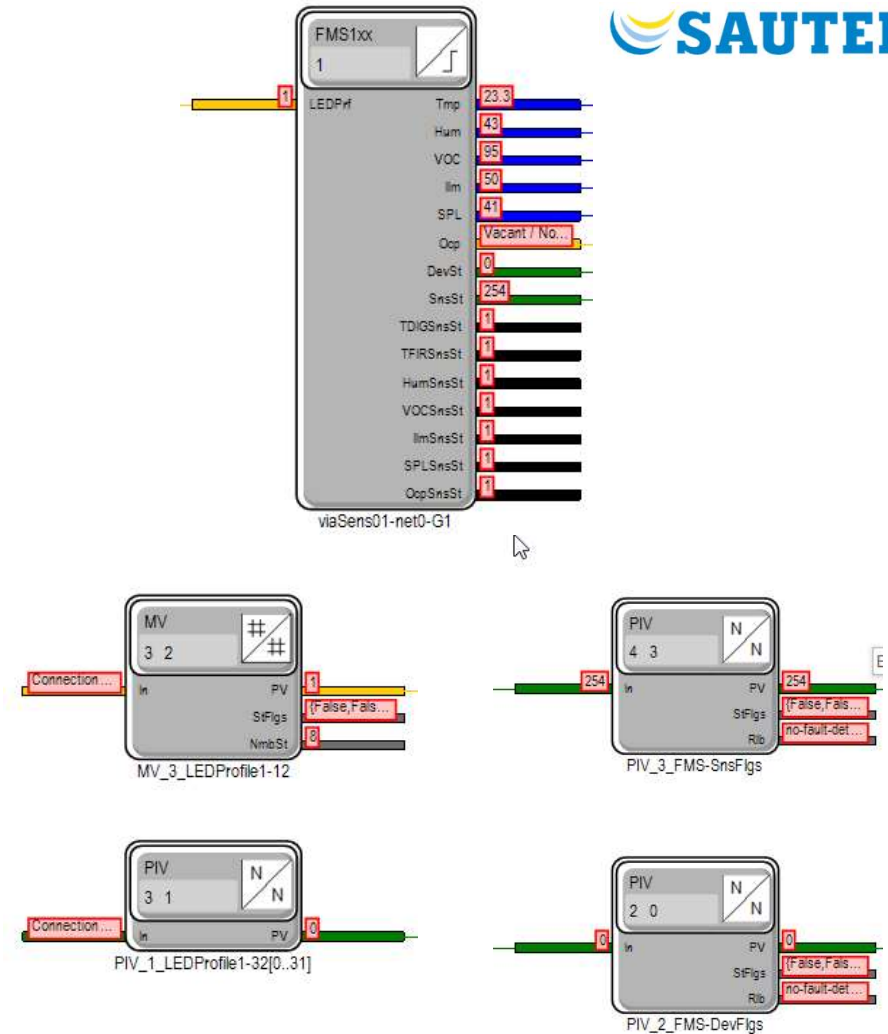 SAUTE
FMS1xx
1
1 LEDPrf Tmp 23.3
Hum 43
VOC 95
Ilm 50
SPL 41
Ocp Vacant / No...
DevSt 0
SnsSt 254
TDIGSnsSt 1
TFIRSnsSt 1
HumSnsSt 1
VOCSnsSt 1
IlmSnsSt 1
SPLSnsSt 1
OcpSnsSt 1
viaSens01-net0-G1
MV
3 2
Connection... In PV 1
StFlgs {False,Fals...
NmbSt 8
MV_3_LEDProfile1-12
PIV N
4 3 N
254 In PV 254
StFlgs {False,Fals...
Rlb no-fault-det...
PIV_3_FMS-SnsFlgs
E
PIV N
3 1 N
Connection... In PV 0
PIV_1_LEDProfile1-32[0..31]
PIV N
2 0 N
0 In PV 0
StFlgs {False,Fals...
Rlb no-fault-det...
PIV_2_FMS-DevFlgs